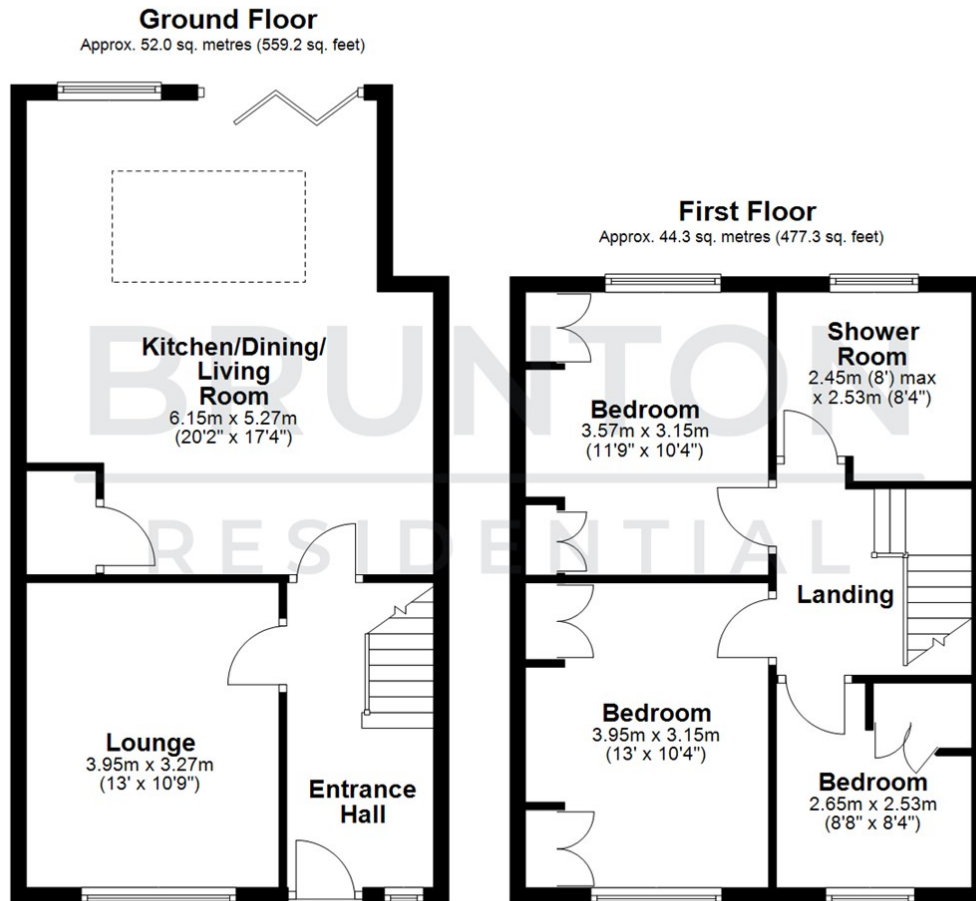 Ground Floor
Approx. 52.0 sq. metres (559.2 sq. feet)
Kitchen/Dining/
Living
Room
6.15m x 5.27m
(20'2" x 17'4")
Lounge
3.95m x 3.27m
(13' x 10'9")
Entrance
Hall
First Floor
Approx. 44.3 sq. metres (477.3 sq. feet)
Bedroom
3.57m x 3.15m
(11'9" x 10'4")
Shower
Room
2.45m (8') max
x 2.53m (8'4")
Landing
Bedroom
3.95m x 3.15m
(13' x 10'4")
Bedroom
2.65m x 2.53m
(8'8" x 8'4")
BRUNTON
RESIDENTIAL